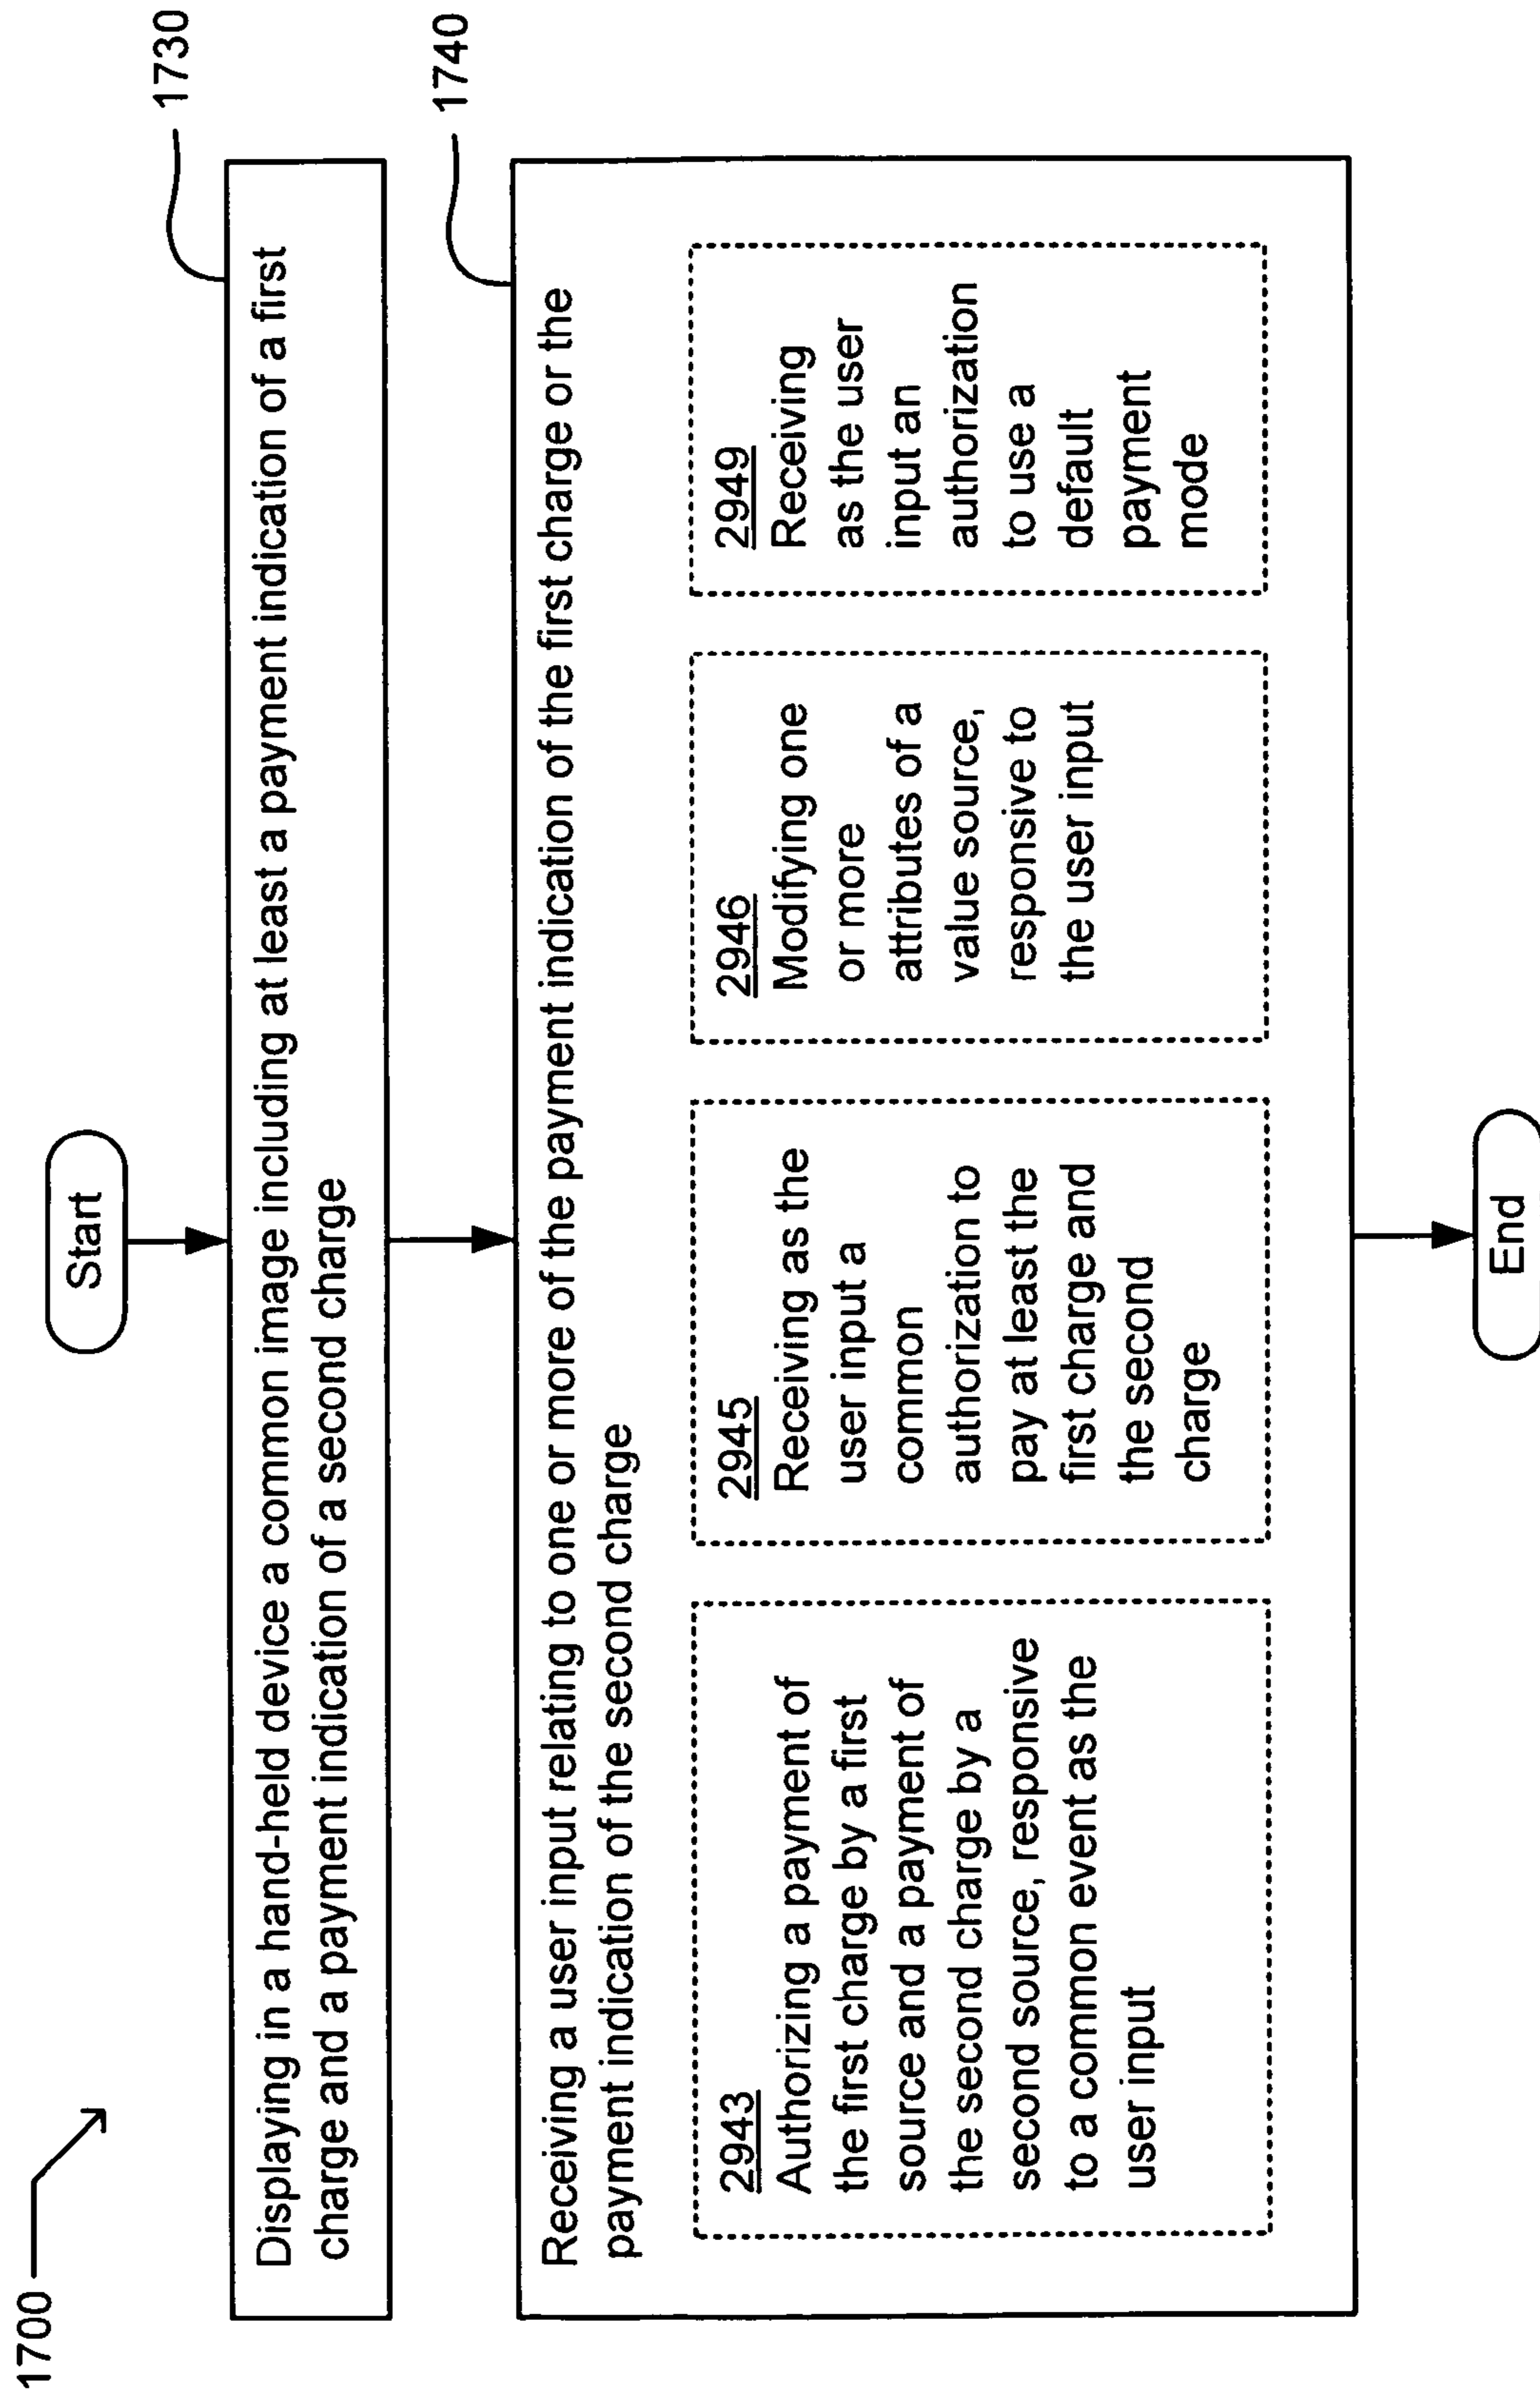 1700
Start
1730
Displaying in a hand-held device a common image including at least a payment indication of a first
charge and a payment indication of a second charge
1740
Receiving a user input relating to one or more of the payment indication of the first charge or the
payment indication of the second charge
2943
Authorizing a payment of
the first charge by a first
source and a payment of
the second charge by a
second source, responsive
to a common event as the
user input
2945
Receiving as the
user input a
common
authorization to
pay at least the
first charge and
the second
charge
2946
Modifying one
or more
attributes of a
value source,
responsive to
the user input
2949
Receiving
as the user
input an
authorization
to use a
default
payment
mode
End